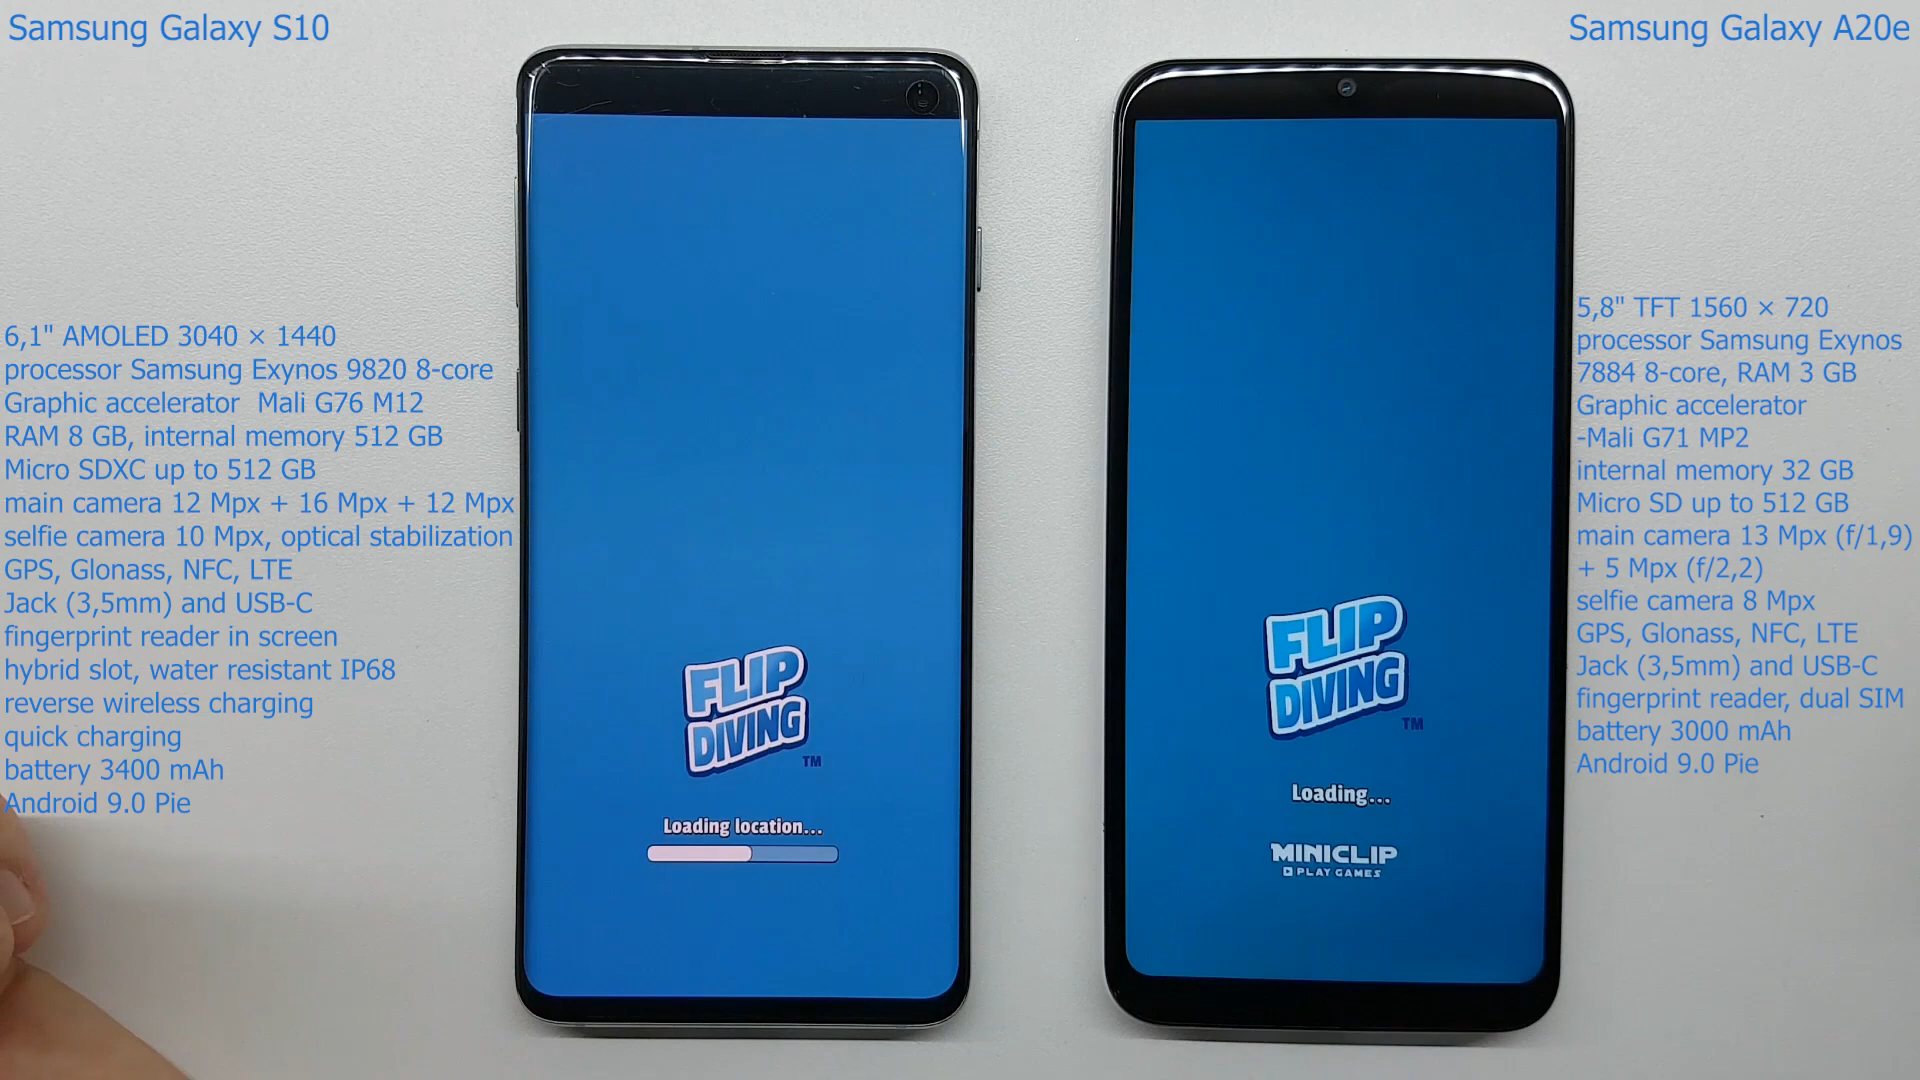 Samsung Galaxy S10
Samsung Galaxy A20e
6,1" AMOLED 3040 × 1440
processor Samsung Exynos 9820 8-core
Graphic accelerator  Mali G76 M12
RAM 8 GB, internal memory 512 GB
Micro SDXC up to 512 GB
main camera 12 Mpx + 16 Mpx + 12 Mpx
selfie camera 10 Mpx, optical stabilization
GPS, Glonass, NFC, LTE
Jack (3,5mm) and USB-C
fingerprint reader in screen
hybrid slot, water resistant IP68
reverse wireless charging
quick charging
battery 3400 mAh
Android 9.0 Pie
FLIP
DIVING
TM
Loading location...
FLIP
DIVING
TM
Loading...
MINICLIP
PLAY GAMES
5,8" TFT 1560 × 720
processor Samsung Exynos
7884 8-core, RAM 3 GB
Graphic accelerator
-Mali G71 MP2
internal memory 32 GB
Micro SD up to 512 GB
main camera 13 Mpx (f/1,9)
+ 5 Mpx (f/2,2)
selfie camera 8 Mpx
GPS, Glonass, NFC, LTE
Jack (3,5mm) and USB-C
fingerprint reader, dual SIM
battery 3000 mAh
Android 9.0 Pie